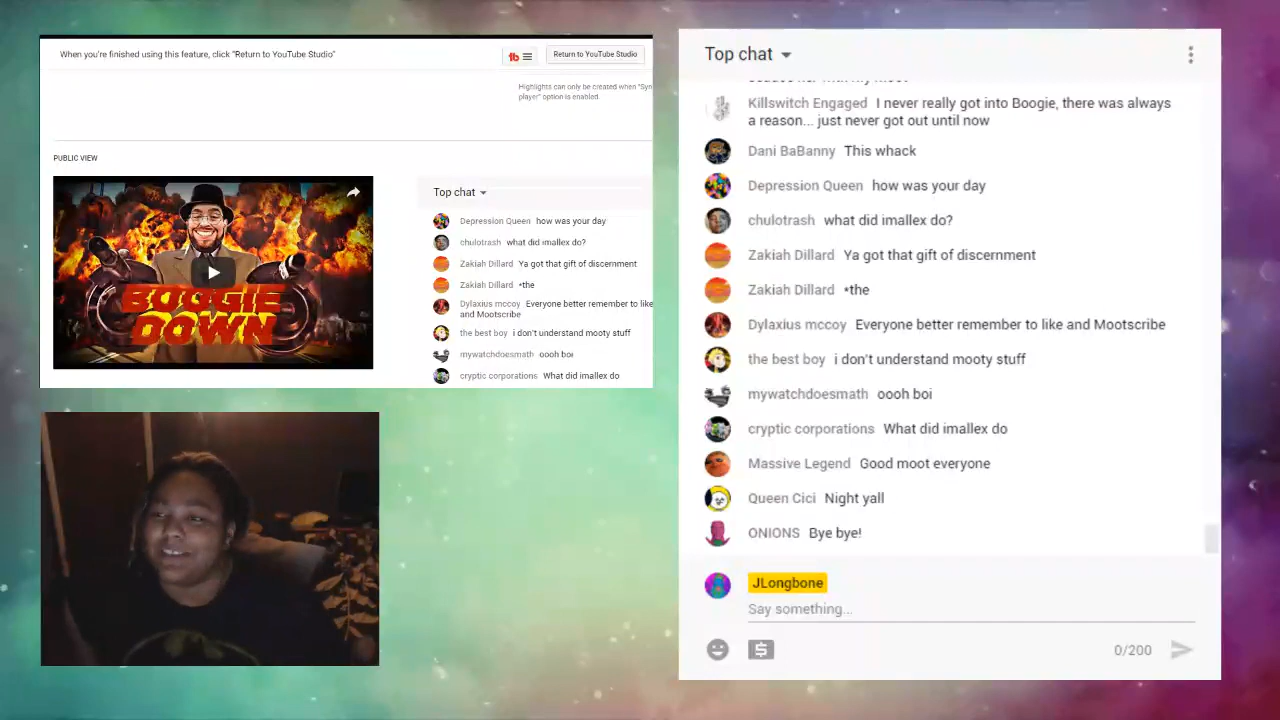 When you're finished using this feature, click "Return to YouTube Studio"
Return to YouTube Studio
Highlights can only be created when "Syn
player" option is enabled.
PUBLIC VIEW
BOOGIE
DOWN
Top chat
Depression Queen how was your day
chulotrash what did imallex do?
Zakiah Dillard Ya got that gift of discernment
Zakiah Dillard *the
Dylaxius mccoy Everyone better remember to like
and Mootscribe
the best boy i don't understand mooty stuff
mywatchdoesmath oooh boi
cryptic corporations What did imallex do
Top chat
Killswitch Engaged I never really got into Boogie, there was always
a reason... just never got out until now
Dani BaBanny This whack
Depression Queen how was your day
chulotrash what did imallex do?
Zakiah Dillard Ya got that gift of discernment
Zakiah Dillard *the
Dylaxius mccoy Everyone better remember to like and Mootscribe
the best boy i don't understand mooty stuff
mywatchdoesmath oooh boi
cryptic corporations What did imallex do
Massive Legend Good moot everyone
Queen Cici Night yall
ONIONS Bye bye!
JLongbone
Say something...
0/200